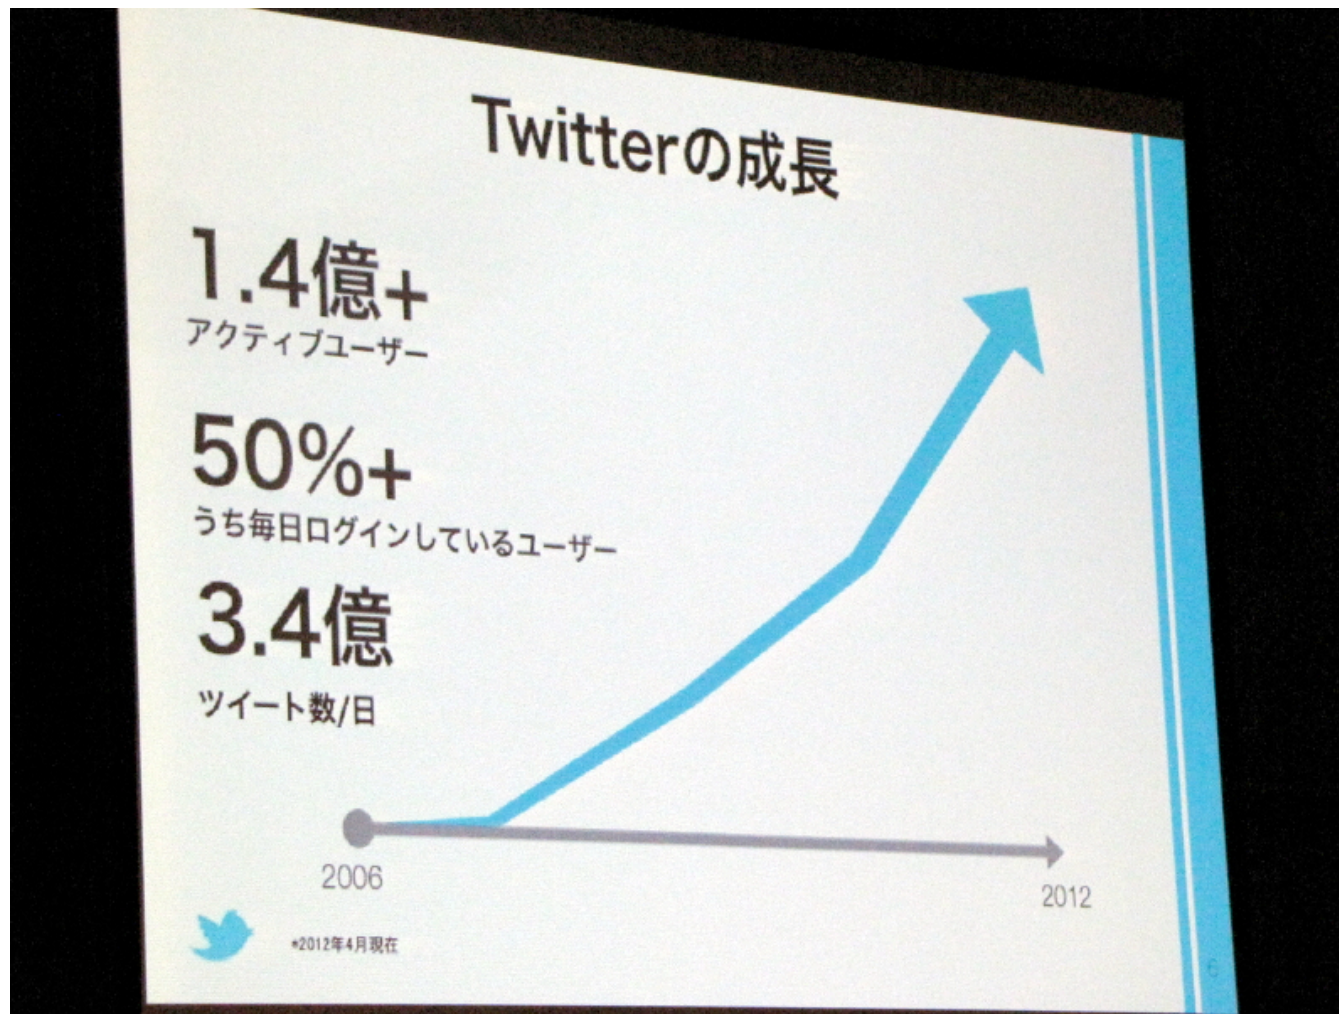 Twitterの成長
1.4億+
アクティブユーザー
50%+
うち毎日ログインしているユーザー
3.4億
ツイート数/日
2006
2012
*2012年4月現在
6